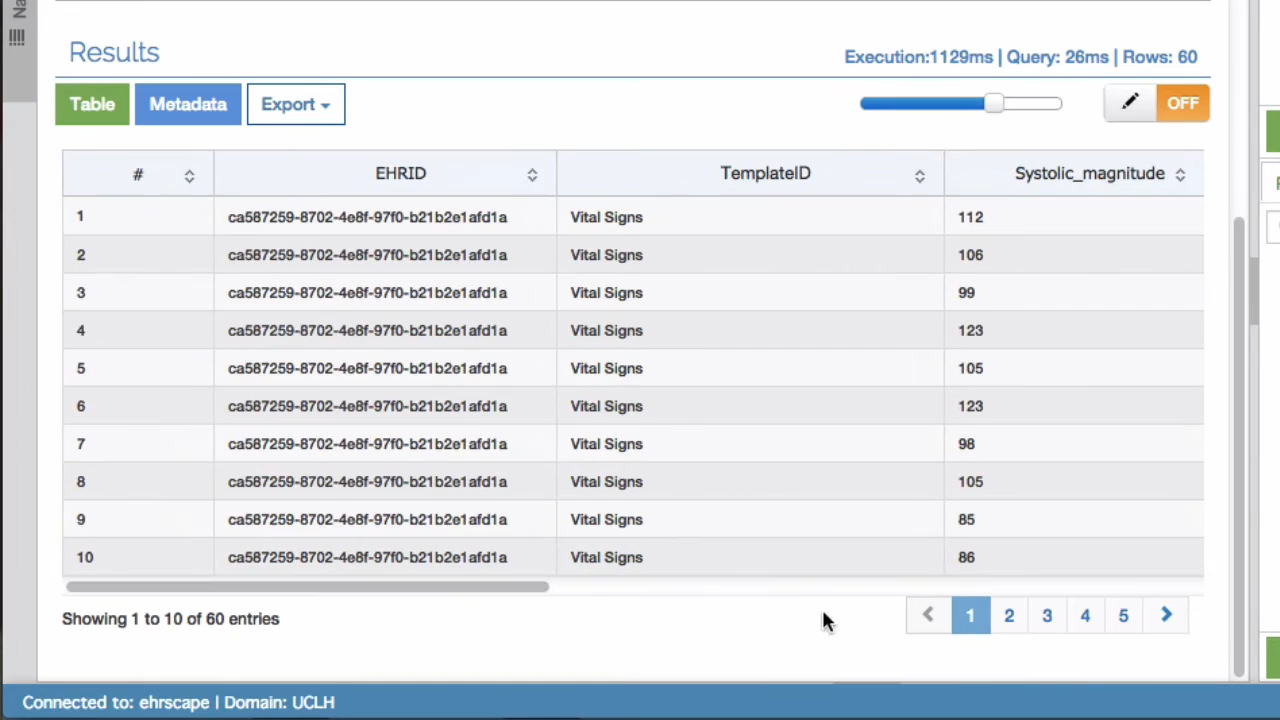 Na
Results
Execution:1129ms | Query: 26ms | Rows: 60
Table Metadata Export OFF
# EHRID TemplateID Systolic_magnitude
1 ca587259-8702-4e8f-97f0-b21b2e1afd1a Vital Signs 112
2 ca587259-8702-4e8f-97f0-b21b2e1afd1a Vital Signs 106
3 ca587259-8702-4e8f-97f0-b21b2e1afd1a Vital Signs 99
4 ca587259-8702-4e8f-97f0-b21b2e1afd1a Vital Signs 123
5 ca587259-8702-4e8f-97f0-b21b2e1afd1a Vital Signs 105
6 ca587259-8702-4e8f-97f0-b21b2e1afd1a Vital Signs 123
7 ca587259-8702-4e8f-97f0-b21b2e1afd1a Vital Signs 98
8 ca587259-8702-4e8f-97f0-b21b2e1afd1a Vital Signs 105
9 ca587259-8702-4e8f-97f0-b21b2e1afd1a Vital Signs 85
10 ca587259-8702-4e8f-97f0-b21b2e1afd1a Vital Signs 86
Showing 1 to 10 of 60 entries
< 1 2 3 4 5 >
Connected to: ehrscape | Domain: UCLH